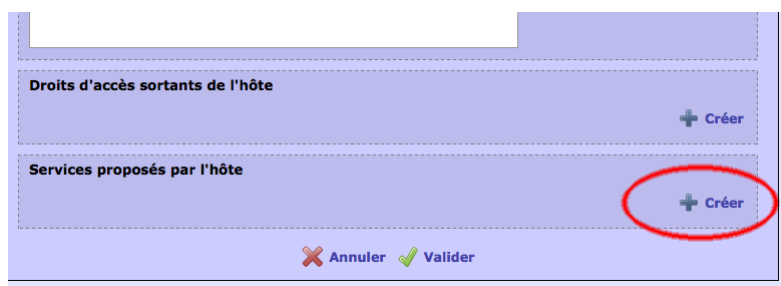 Droits d'accès sortants de l'hôte
Créer
Services proposés par l'hôte
Créer
Annuler Valider